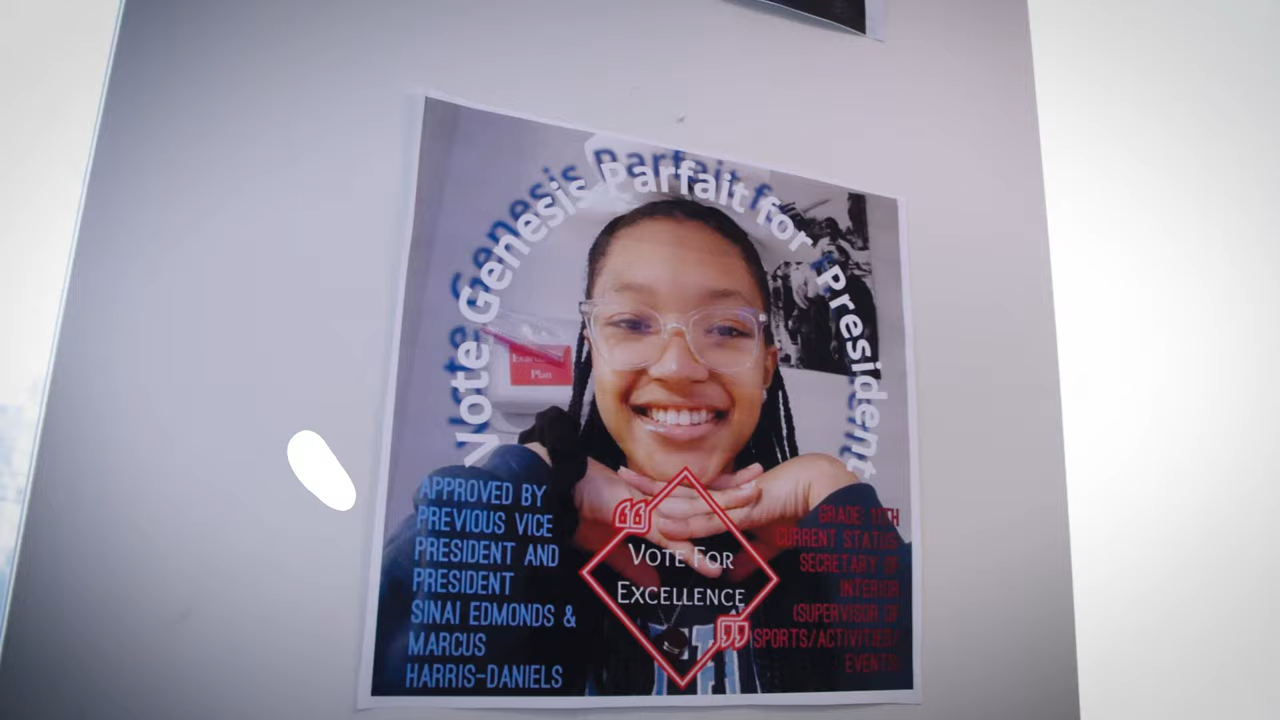 Vote Genesis Parfait for President
Plan
APPROVED BY
PREVIOUS VICE
PRESIDENT AND
PRESIDENT
SINAI EDMONDS &
MARCUS
HARRIS-DANIELS
“
VOTE FOR
EXCELLENCE
”
GRADE: 11TH
CURRENT STATUS:
SECRETARY OF
INTERIOR
(SUPERVISOR OF
SPORTS/ACTIVITIES/
EVENTS)